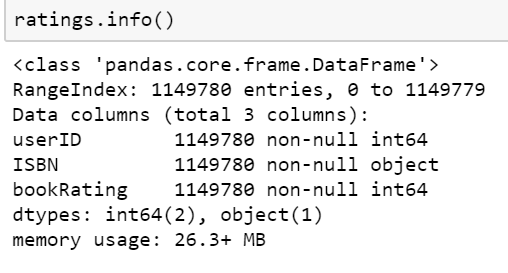 ratings.info()
<class 'pandas.core.frame.DataFrame'>
RangeIndex: 1149780 entries, 0 to 1149779
Data columns (total 3 columns):
userID        1149780 non-null int64
ISBN          1149780 non-null object
bookRating    1149780 non-null int64
dtypes: int64(2), object(1)
memory usage: 26.3+ MB